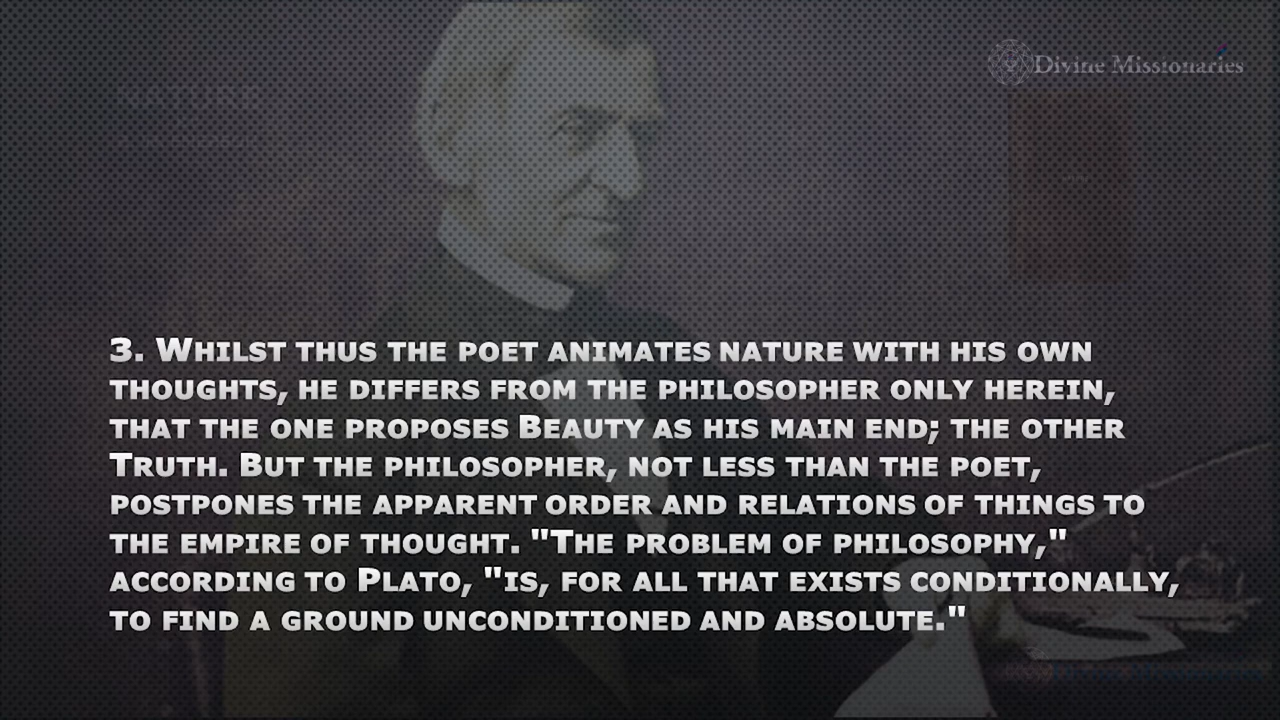 Divine Missionaries
NATURE
3. WHILST THUS THE POET ANIMATES NATURE WITH HIS OWN
THOUGHTS, HE DIFFERS FROM THE PHILOSOPHER ONLY HEREIN,
THAT THE ONE PROPOSES BEAUTY AS HIS MAIN END; THE OTHER
TRUTH. BUT THE PHILOSOPHER, NOT LESS THAN THE POET,
POSTPONES THE APPARENT ORDER AND RELATIONS OF THINGS TO
THE EMPIRE OF THOUGHT. "THE PROBLEM OF PHILOSOPHY,"
ACCORDING TO PLATO, "IS, FOR ALL THAT EXISTS CONDITIONALLY,
TO FIND A GROUND UNCONDITIONED AND ABSOLUTE."